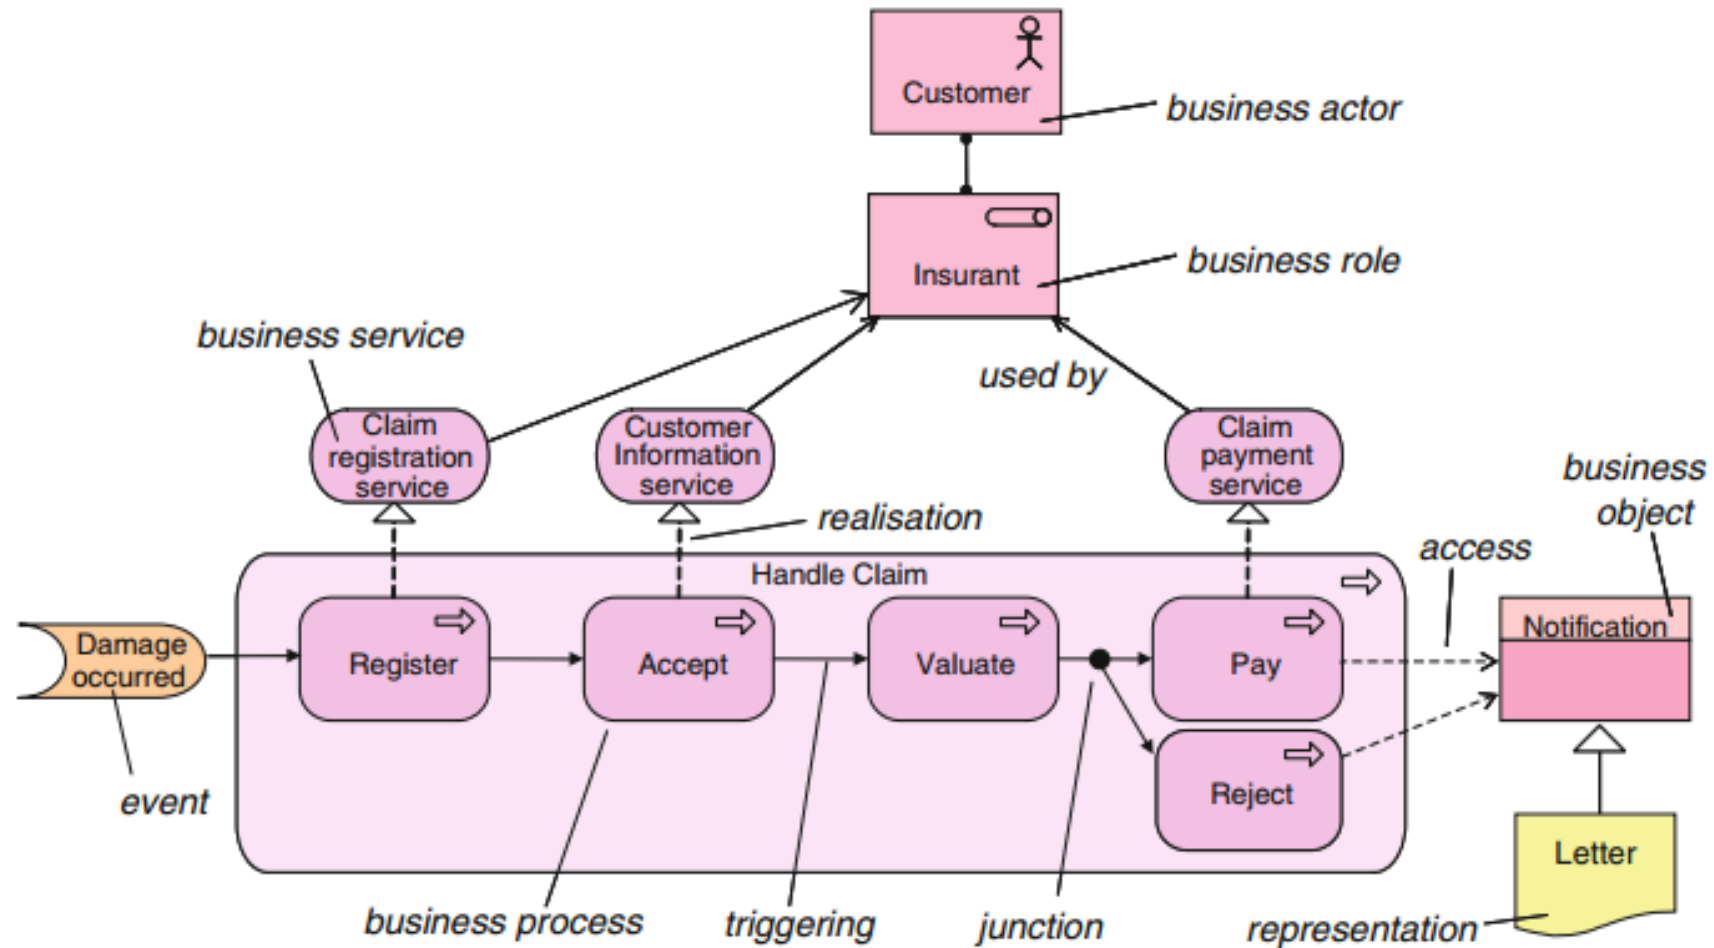 Customer
business actor
Insurant
business role
business service
used by
Claim
registration
service
Customer
Information
service
Claim
payment
service
business
object
realisation
access
Handle Claim
Damage
occurred
Register
Accept
Valuate
Pay
Notification
Reject
event
Letter
business process
triggering
junction
representation